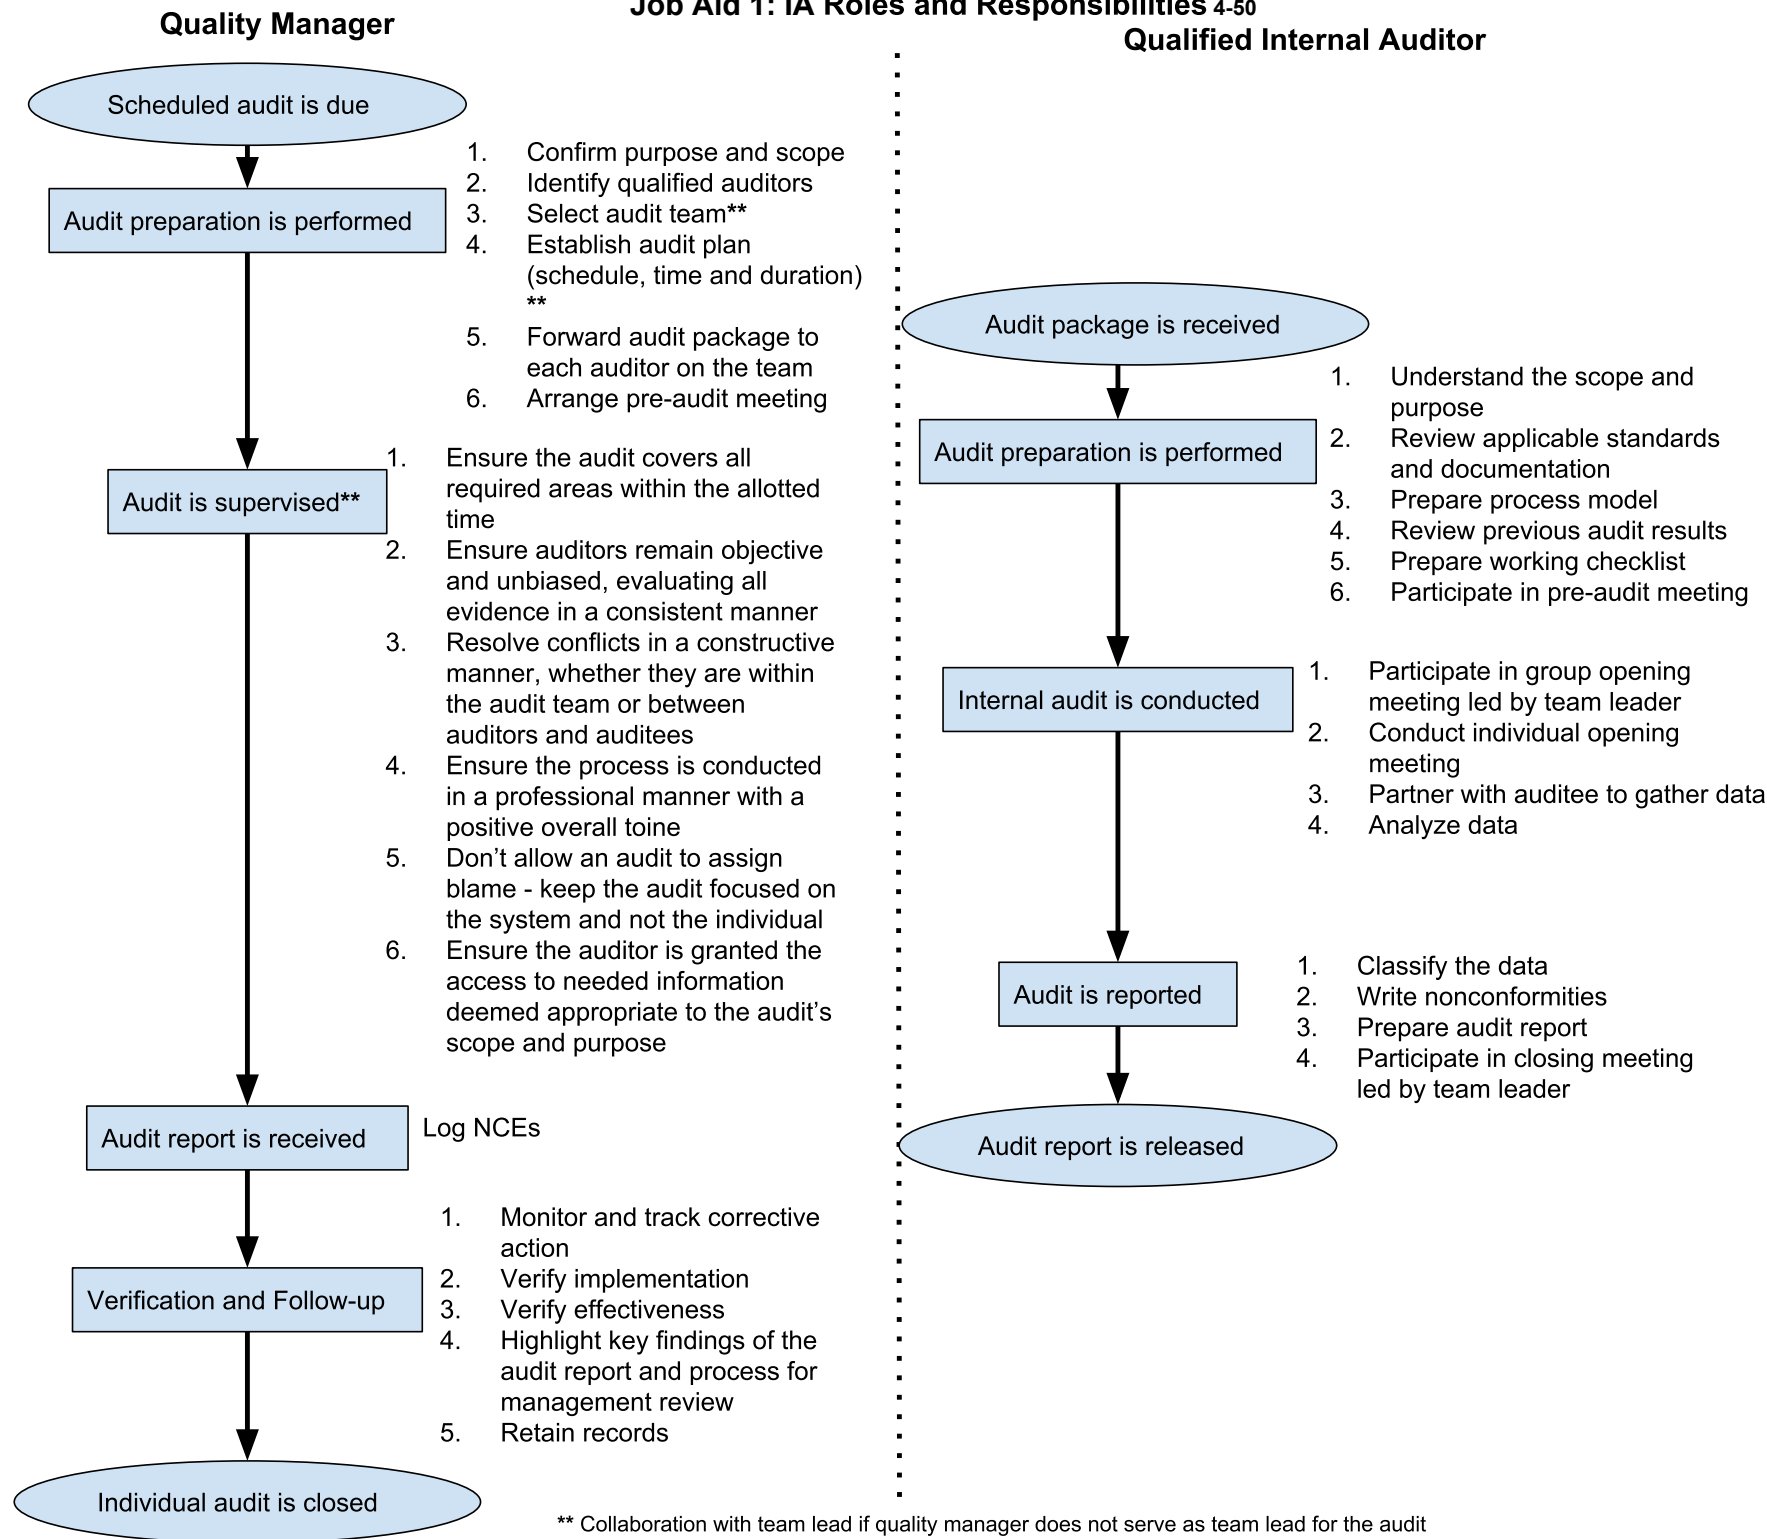 Job Aid 1: IA Roles and Responsibilities 4-50
Quality Manager
Scheduled audit is due
Audit preparation is performed
1. Confirm purpose and scope
2. Identify qualified auditors
3. Select audit team**
4. Establish audit plan
(schedule, time and duration)
**
5. Forward audit package to
each auditor on the team
6. Arrange pre-audit meeting
Audit is supervised**
1. Ensure the audit covers all
required areas within the allotted
time
2. Ensure auditors remain objective
and unbiased, evaluating all
evidence in a consistent manner
3. Resolve conflicts in a constructive
manner, whether they are within
the audit team or between
auditors and auditees
4. Ensure the process is conducted
in a professional manner with a
positive overall toine
5. Don’t allow an audit to assign
blame - keep the audit focused on
the system and not the individual
6. Ensure the auditor is granted the
access to needed information
deemed appropriate to the audit’s
scope and purpose
Audit report is received
Log NCEs
Verification and Follow-up
1. Monitor and track corrective
action
2. Verify implementation
3. Verify effectiveness
4. Highlight key findings of the
audit report and process for
management review
5. Retain records
Individual audit is closed
Qualified Internal Auditor
Audit package is received
Audit preparation is performed
1. Understand the scope and
purpose
2. Review applicable standards
and documentation
3. Prepare process model
4. Review previous audit results
5. Prepare working checklist
6. Participate in pre-audit meeting
Internal audit is conducted
1. Participate in group opening
meeting led by team leader
2. Conduct individual opening
meeting
3. Partner with auditee to gather data
4. Analyze data
Audit is reported
1. Classify the data
2. Write nonconformities
3. Prepare audit report
4. Participate in closing meeting
led by team leader
Audit report is released
** Collaboration with team lead if quality manager does not serve as team lead for the audit